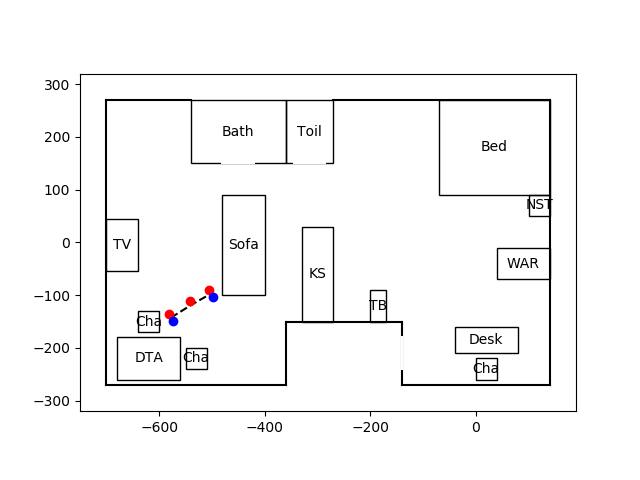 300
200
100
0
−100
−200
−300
Bath
Toil
Bed
NST
TV
Sofa
KS
WAR
TB
Cha
DTA
Cha
Desk
Cha
−600
−400
−200
0